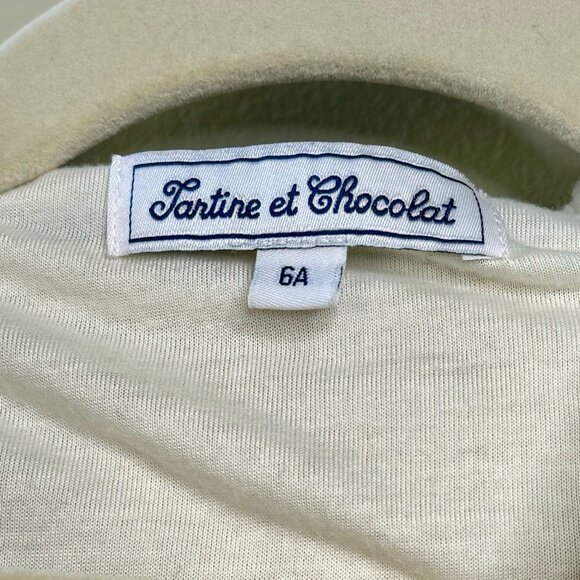 Tartine et Chocolat
6A